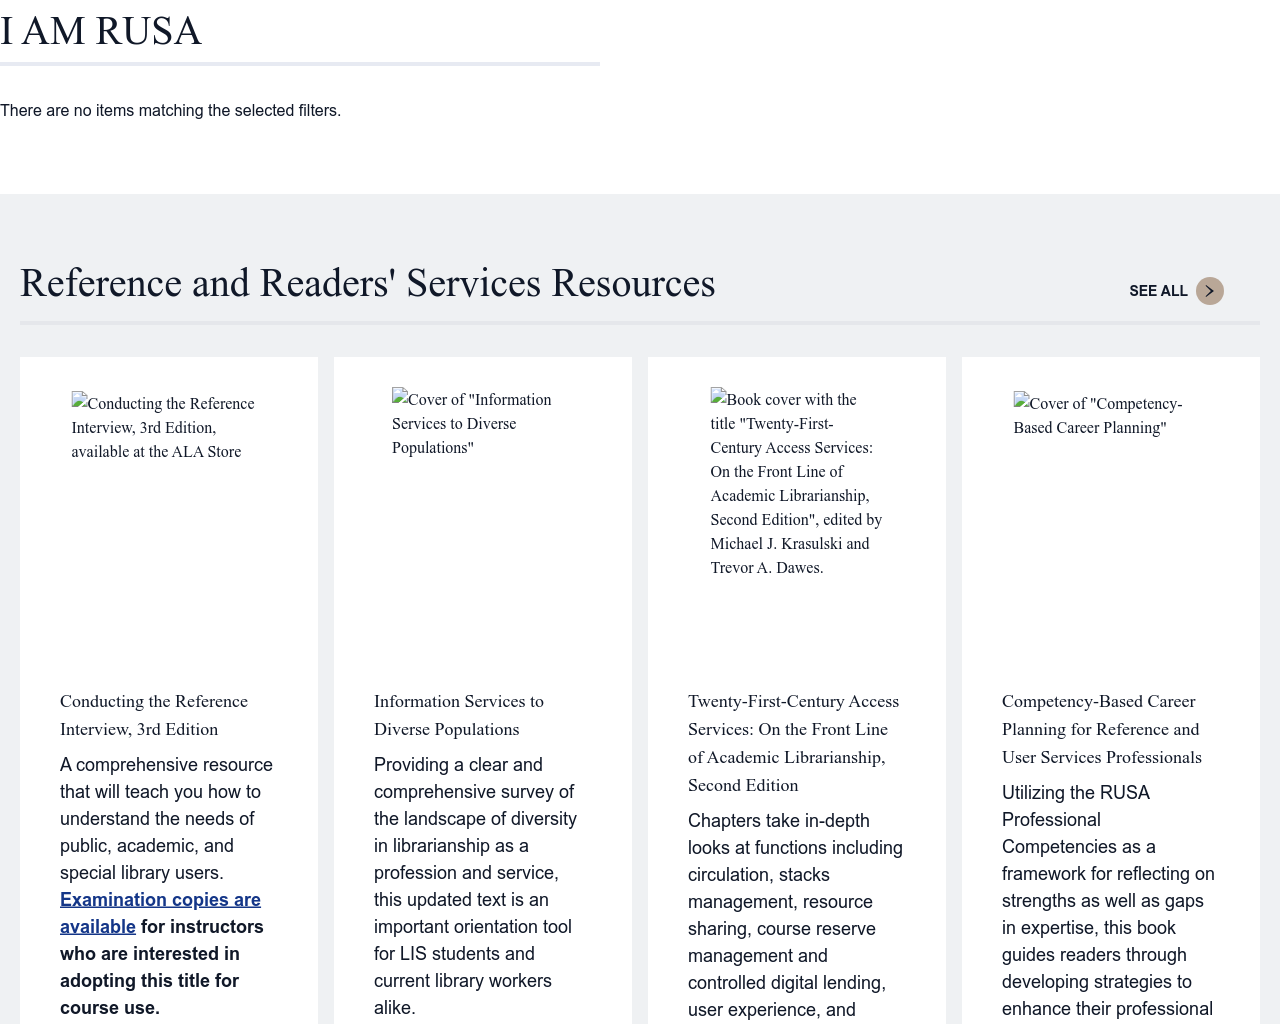 I AM RUSA
There are no items matching the selected filters.
Reference and Readers' Services Resources
SEE ALL
Conducting the Reference
Interview, 3rd Edition,
available at the ALA Store
Conducting the Reference
Interview, 3rd Edition
A comprehensive resource
that will teach you how to
understand the needs of
public, academic, and
special library users.
Examination copies are
available for instructors
who are interested in
adopting this title for
course use.
Cover of "Information
Services to Diverse
Populations"
Information Services to
Diverse Populations
Providing a clear and
comprehensive survey of
the landscape of diversity
in librarianship as a
profession and service,
this updated text is an
important orientation tool
for LIS students and
current library workers
alike.
Book cover with the
title "Twenty-First-
Century Access Services:
On the Front Line of
Academic Librarianship,
Second Edition", edited by
Michael J. Krasulski and
Trevor A. Dawes.
Twenty-First-Century Access
Services: On the Front Line
of Academic Librarianship,
Second Edition
Chapters take in-depth
looks at functions including
circulation, stacks
management, resource
sharing, course reserve
management and
controlled digital lending,
user experience, and
Cover of "Competency-
Based Career Planning"
Competency-Based Career
Planning for Reference and
User Services Professionals
Utilizing the RUSA
Professional
Competencies as a
framework for reflecting on
strengths as well as gaps
in expertise, this book
guides readers through
developing strategies to
enhance their professional